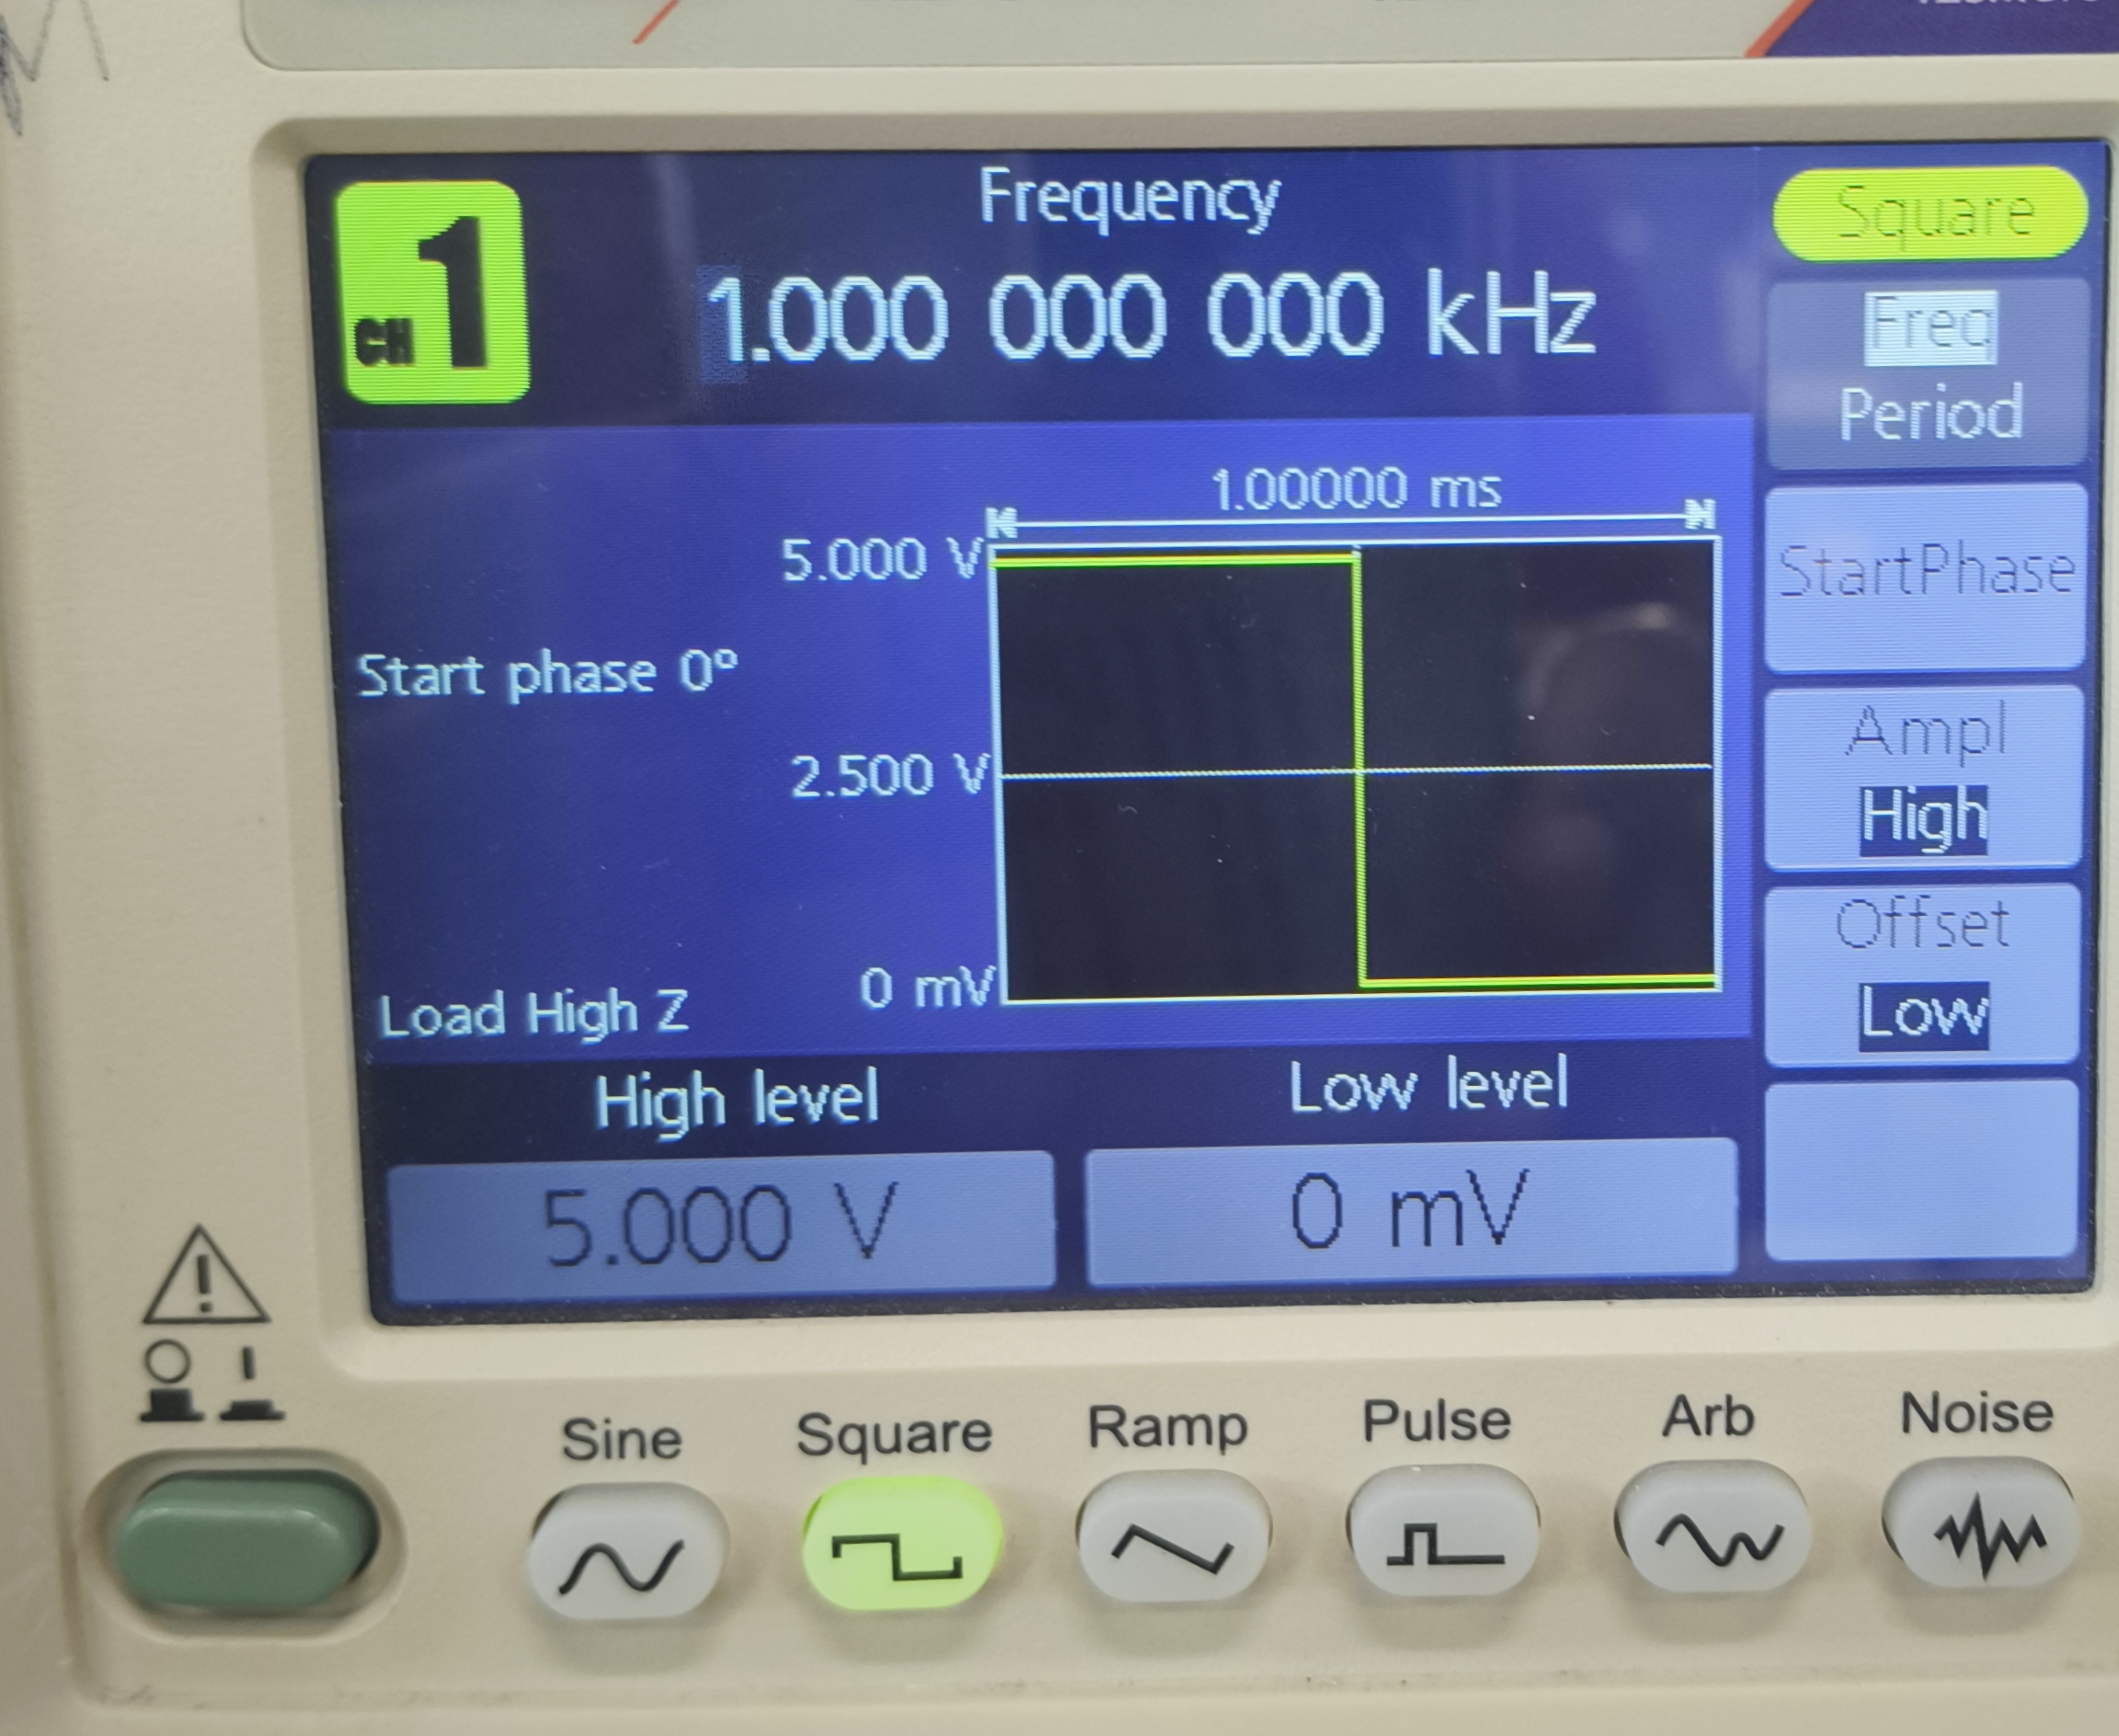 Frequency
CH 1
1.000 000 000 kHz
Square
Freq
Period
1.00000 ms
5.000 V
StartPhase
Start phase 0°
2.500 V
Ampl
High
Offset
Low
0 mV
Load High Z
High level
Low level
5.000 V
0 mV
Sine
Square
Ramp
Pulse
Arb
Noise